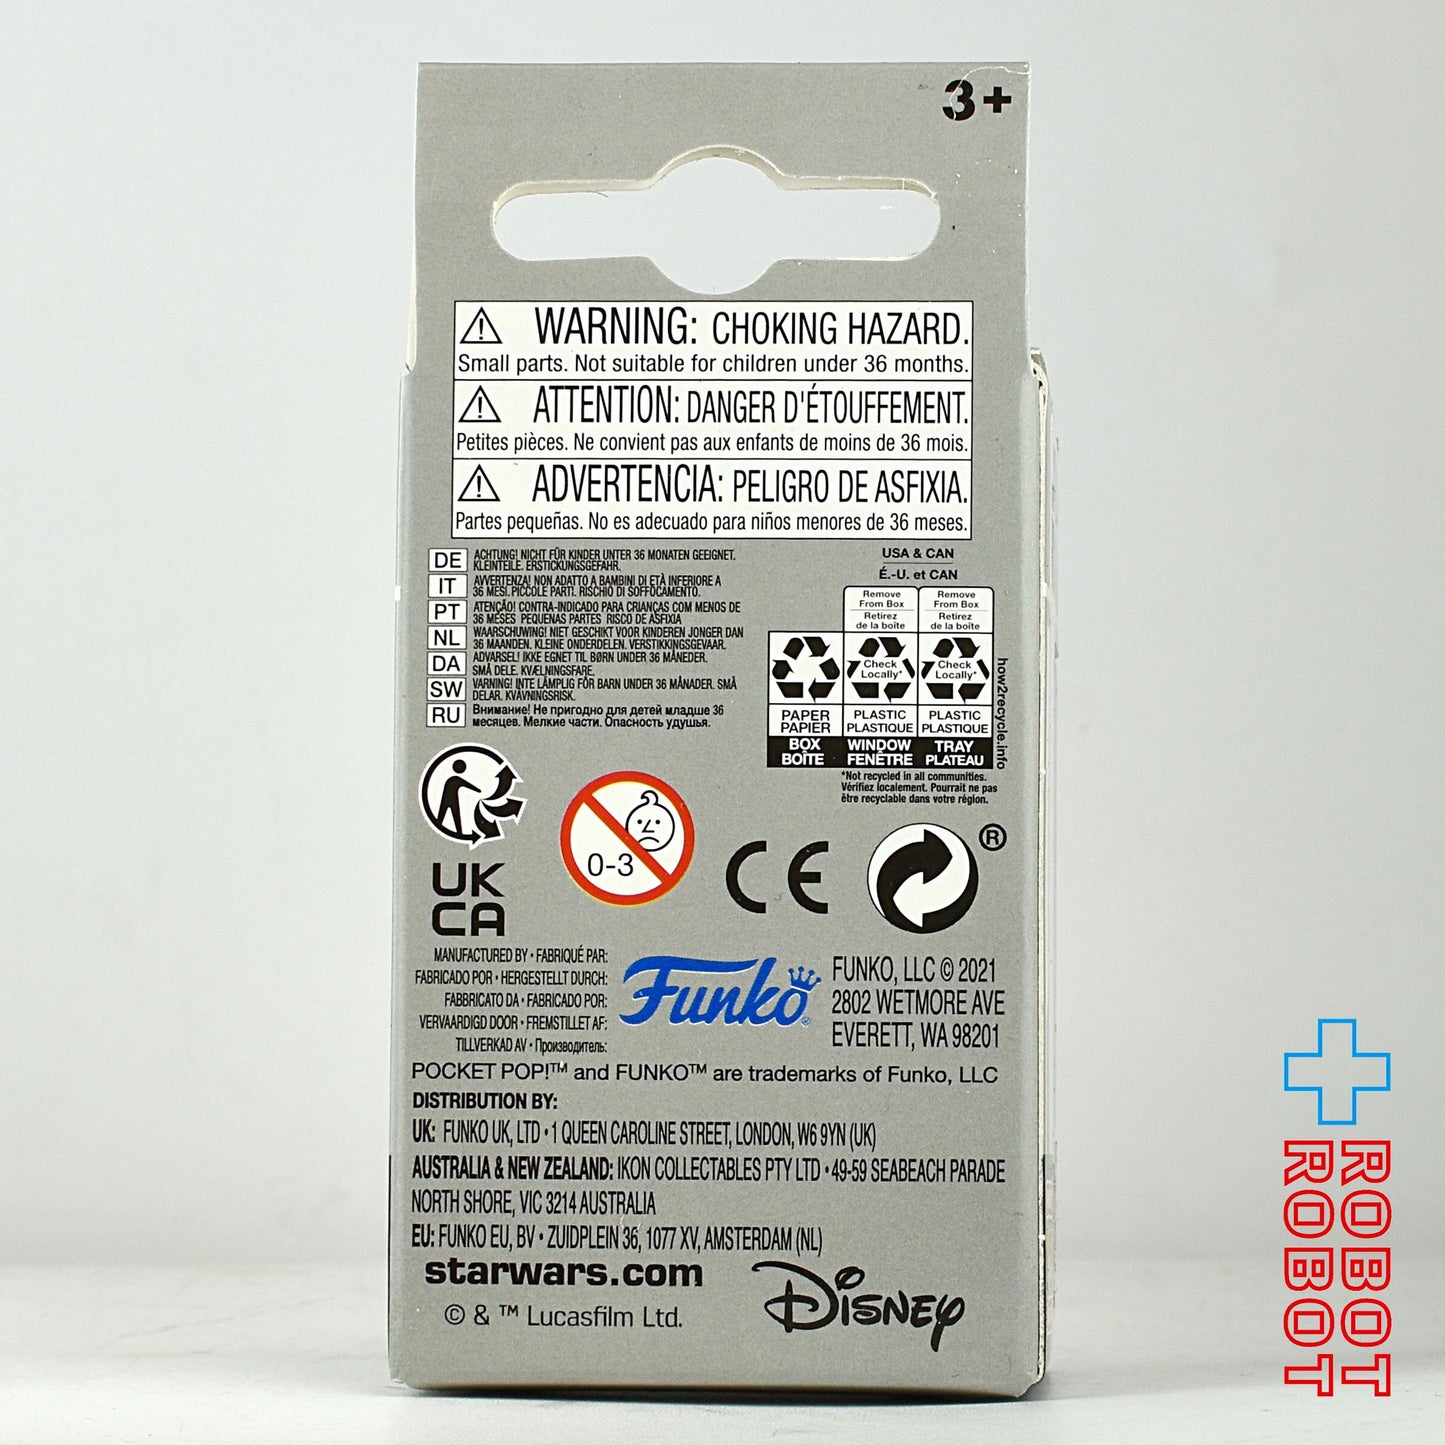 3+
WARNING: CHOKING HAZARD.
Small parts. Not suitable for children under 36 months.
ATTENTION: DANGER D'ÉTOUFFEMENT.
Petites pièces. Ne convient pas aux enfants de moins de 36 mois.
ADVERTENCIA: PELIGRO DE ASFIXIA.
Partes pequeñas. No es adecuado para niños menores de 36 meses.
DE ACHTUNG! NICHT FÜR KINDER UNTER 36 MONATEN GEEIGNET.
KLEINTEILE. ERSTICKUNGSGEFAHR.
IT AVVERTENZA! NON ADATTO A BAMBINI DI ETÀ INFERIORE A
36 MESI. PICCOLE PARTI. RISCHIO DI SOFFOCAMENTO.
PT ATENÇÃO! CONTRA-INDICADO PARA CRIANÇAS COM MENOS DE
36 MESES PEQUENAS PARTES RISCO DE ASFIXIA
NL WAARSCHUWING! NIET GESCHIKT VOOR KINDEREN JONGER DAN
36 MAANDEN. KLEINE ONDERDELEN. VERSTIKKINGSGEVAAR.
DA ADVARSEL! IKKE EGNET TIL BØRN UNDER 36 MÅNEDER.
SMÅ DELE. KVÆLNINGSFARE.
SW VARNING! INTE LÄMPLIG FÖR BARN UNDER 36 MÅNADER. SMÅ
DELAR. KVÄVNINGSRISK.
RU Внимание! Не пригодно для детей младше 36
месяцев. Мелкие части. Опасность удушья.
USA & CAN
É.-U. et CAN
Remove From Box
Retirez de la boîte
Remove From Box
Retirez de la boîte
Check Locally*
Check Locally*
PAPER PAPIER
PLASTIC PLASTIQUE
PLASTIC PLASTIQUE
BOX BOÎTE
WINDOW FENÊTRE
TRAY PLATEAU
how2recycle.info
*Not recycled in all communities.
Vérifiez localement. Pourrait ne pas
être recyclable dans votre région.
0-3
UK
CA
CE
®
MANUFACTURED BY • FABRIQUÉ PAR:
FABRICADO POR • HERGESTELLT DURCH:
FABBRICATO DA • FABRICADO POR:
VERVAARDIGD DOOR • FREMSTILLET AF:
TILLVERKAD AV • Производитель:
Funko®
FUNKO, LLC © 2021
2802 WETMORE AVE
EVERETT, WA 98201
POCKET POP!™ and FUNKO™ are trademarks of Funko, LLC
DISTRIBUTION BY:
UK: FUNKO UK, LTD • 1 QUEEN CAROLINE STREET, LONDON, W6 9YN (UK)
AUSTRALIA & NEW ZEALAND: IKON COLLECTABLES PTY LTD • 49-59 SEABEACH PARADE
NORTH SHORE, VIC 3214 AUSTRALIA
EU: FUNKO EU, BV • ZUIDPLEIN 36, 1077 XV, AMSTERDAM (NL)
starwars.com
© & ™ Lucasfilm Ltd.
DISNEY
ROBOT
ROBOT